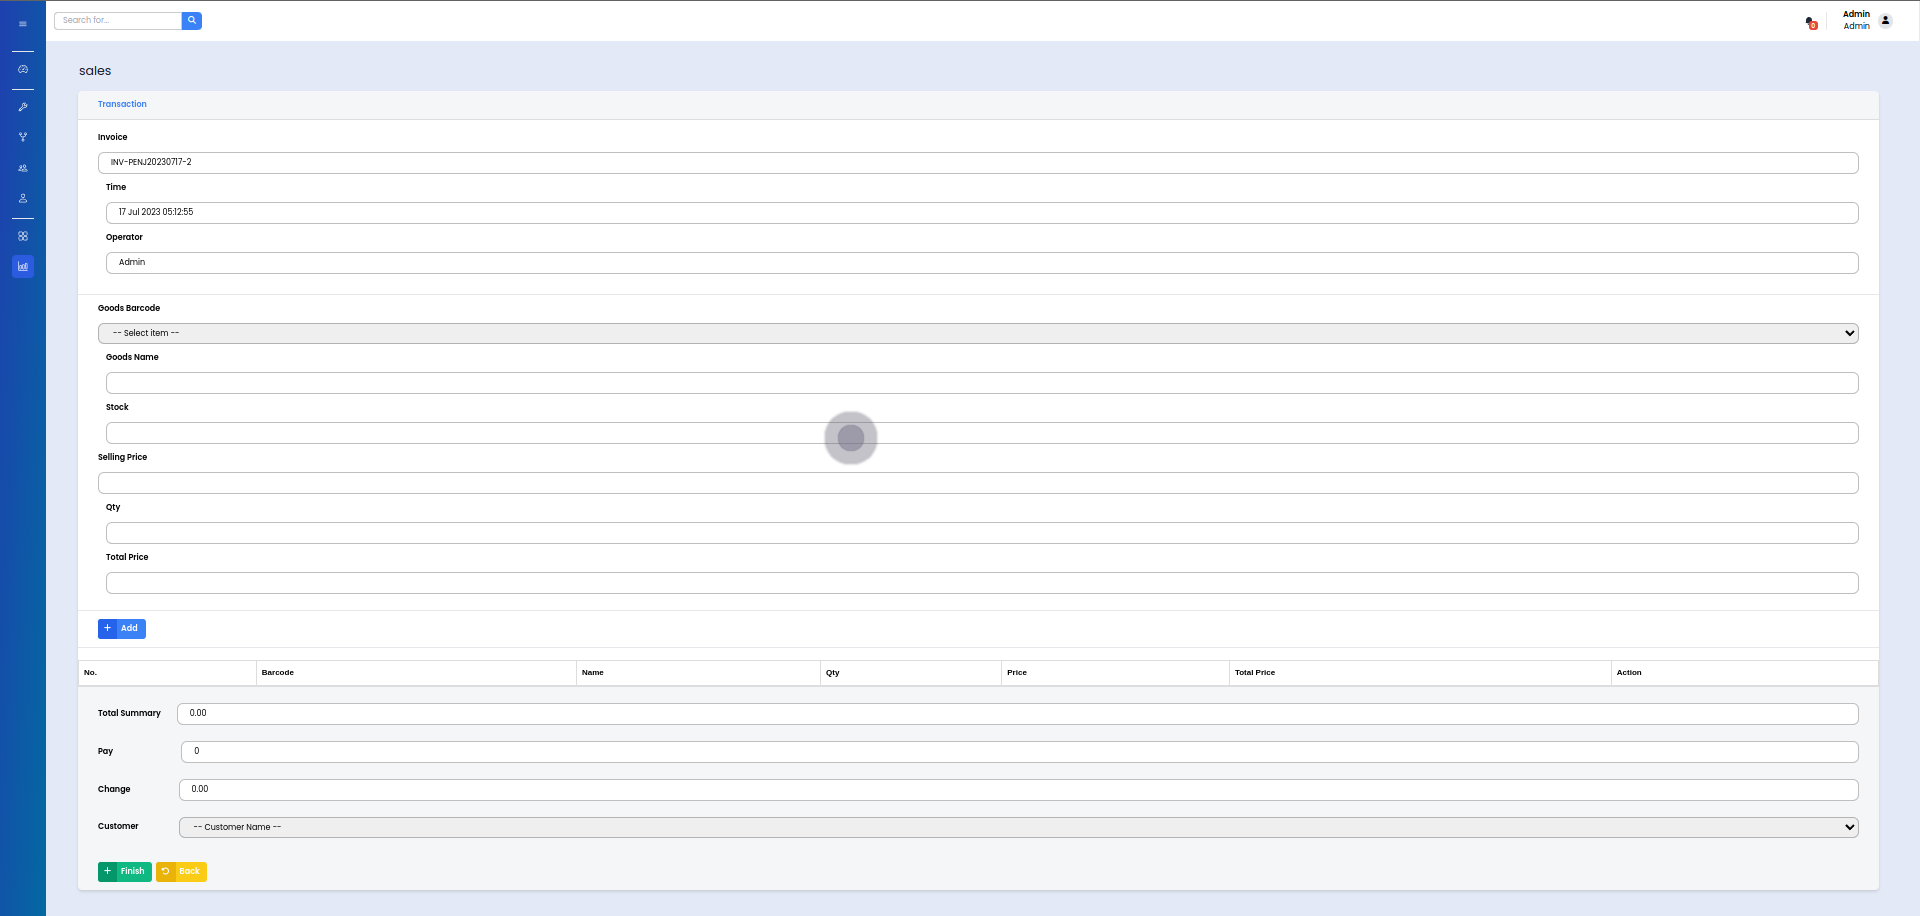 Search for...
Admin
Admin
sales
Transaction
Invoice
INV-PENJ20230717-2
Time
17 Jul 2023 05:12:55
Operator
Admin
Goods Barcode
-- Select item --
Goods Name
Stock
Selling Price
Qty
Total Price
Add
No. Barcode Name Qty Price Total Price Action
Total Summary 0.00
Pay 0
Change 0.00
Customer -- Customer Name --
Finish Back